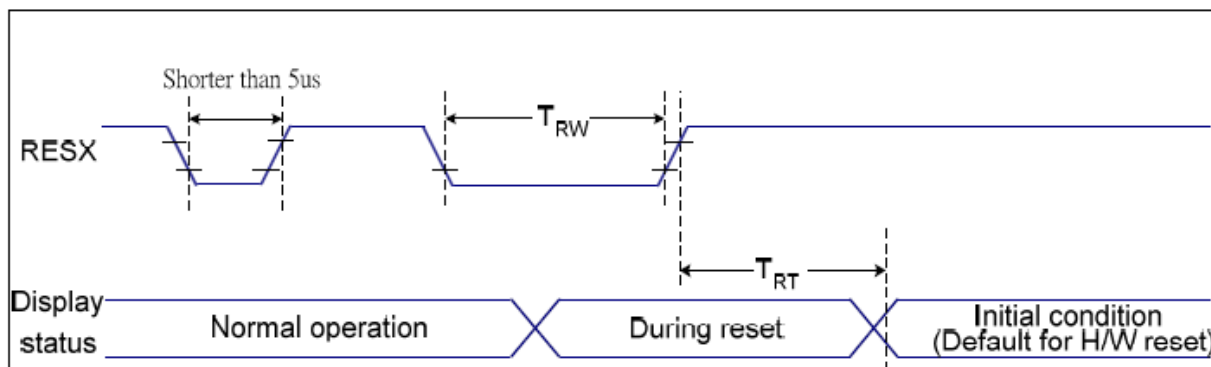 Shorter than 5us
RESX
TRW
TRT
Display
status
Normal operation
During reset
Initial condition
(Default for H/W reset)